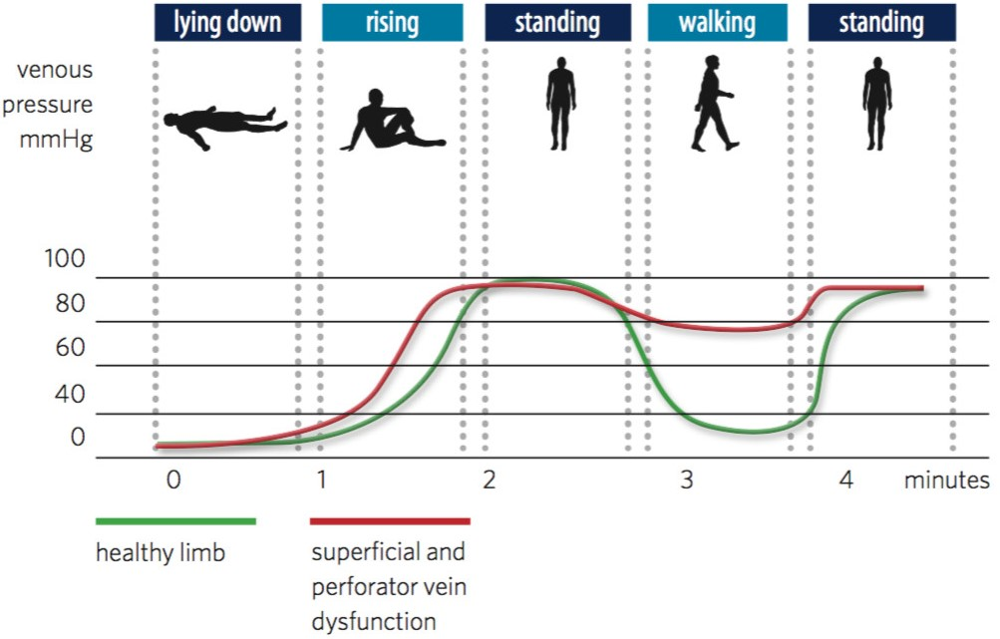 lying down
rising
standing
walking
standing
venous
pressure
mmHg
100
80
60
40
0
0 1 2 3 4 minutes
healthy limb
superficial and
perforator vein
dysfunction